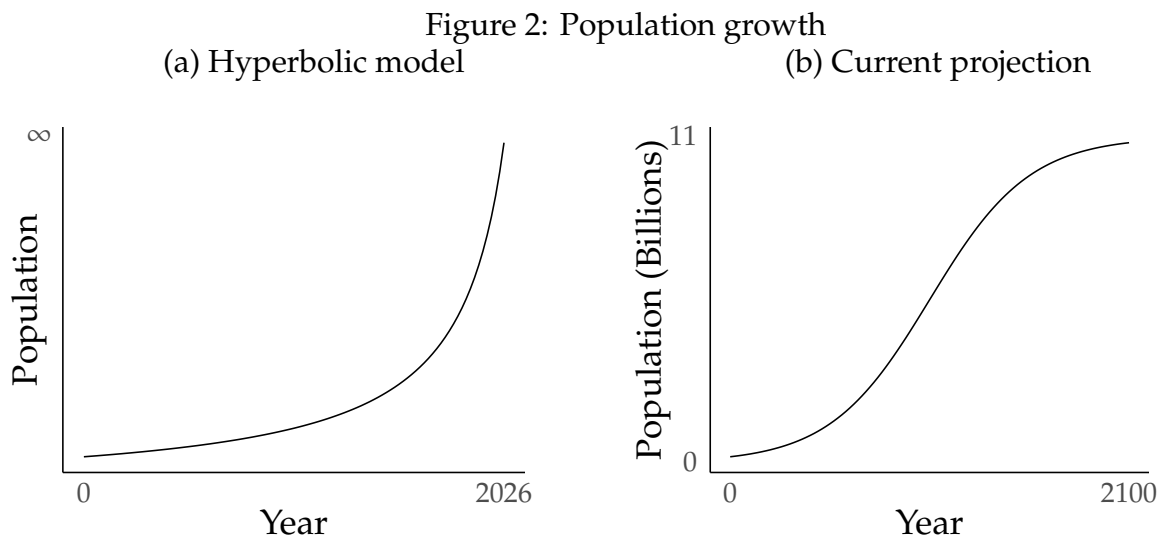 Figure 2: Population growth
(a) Hyperbolic model
∞
Population
0
2026
Year
(b) Current projection
11
Population (Billions)
0
0
2100
Year